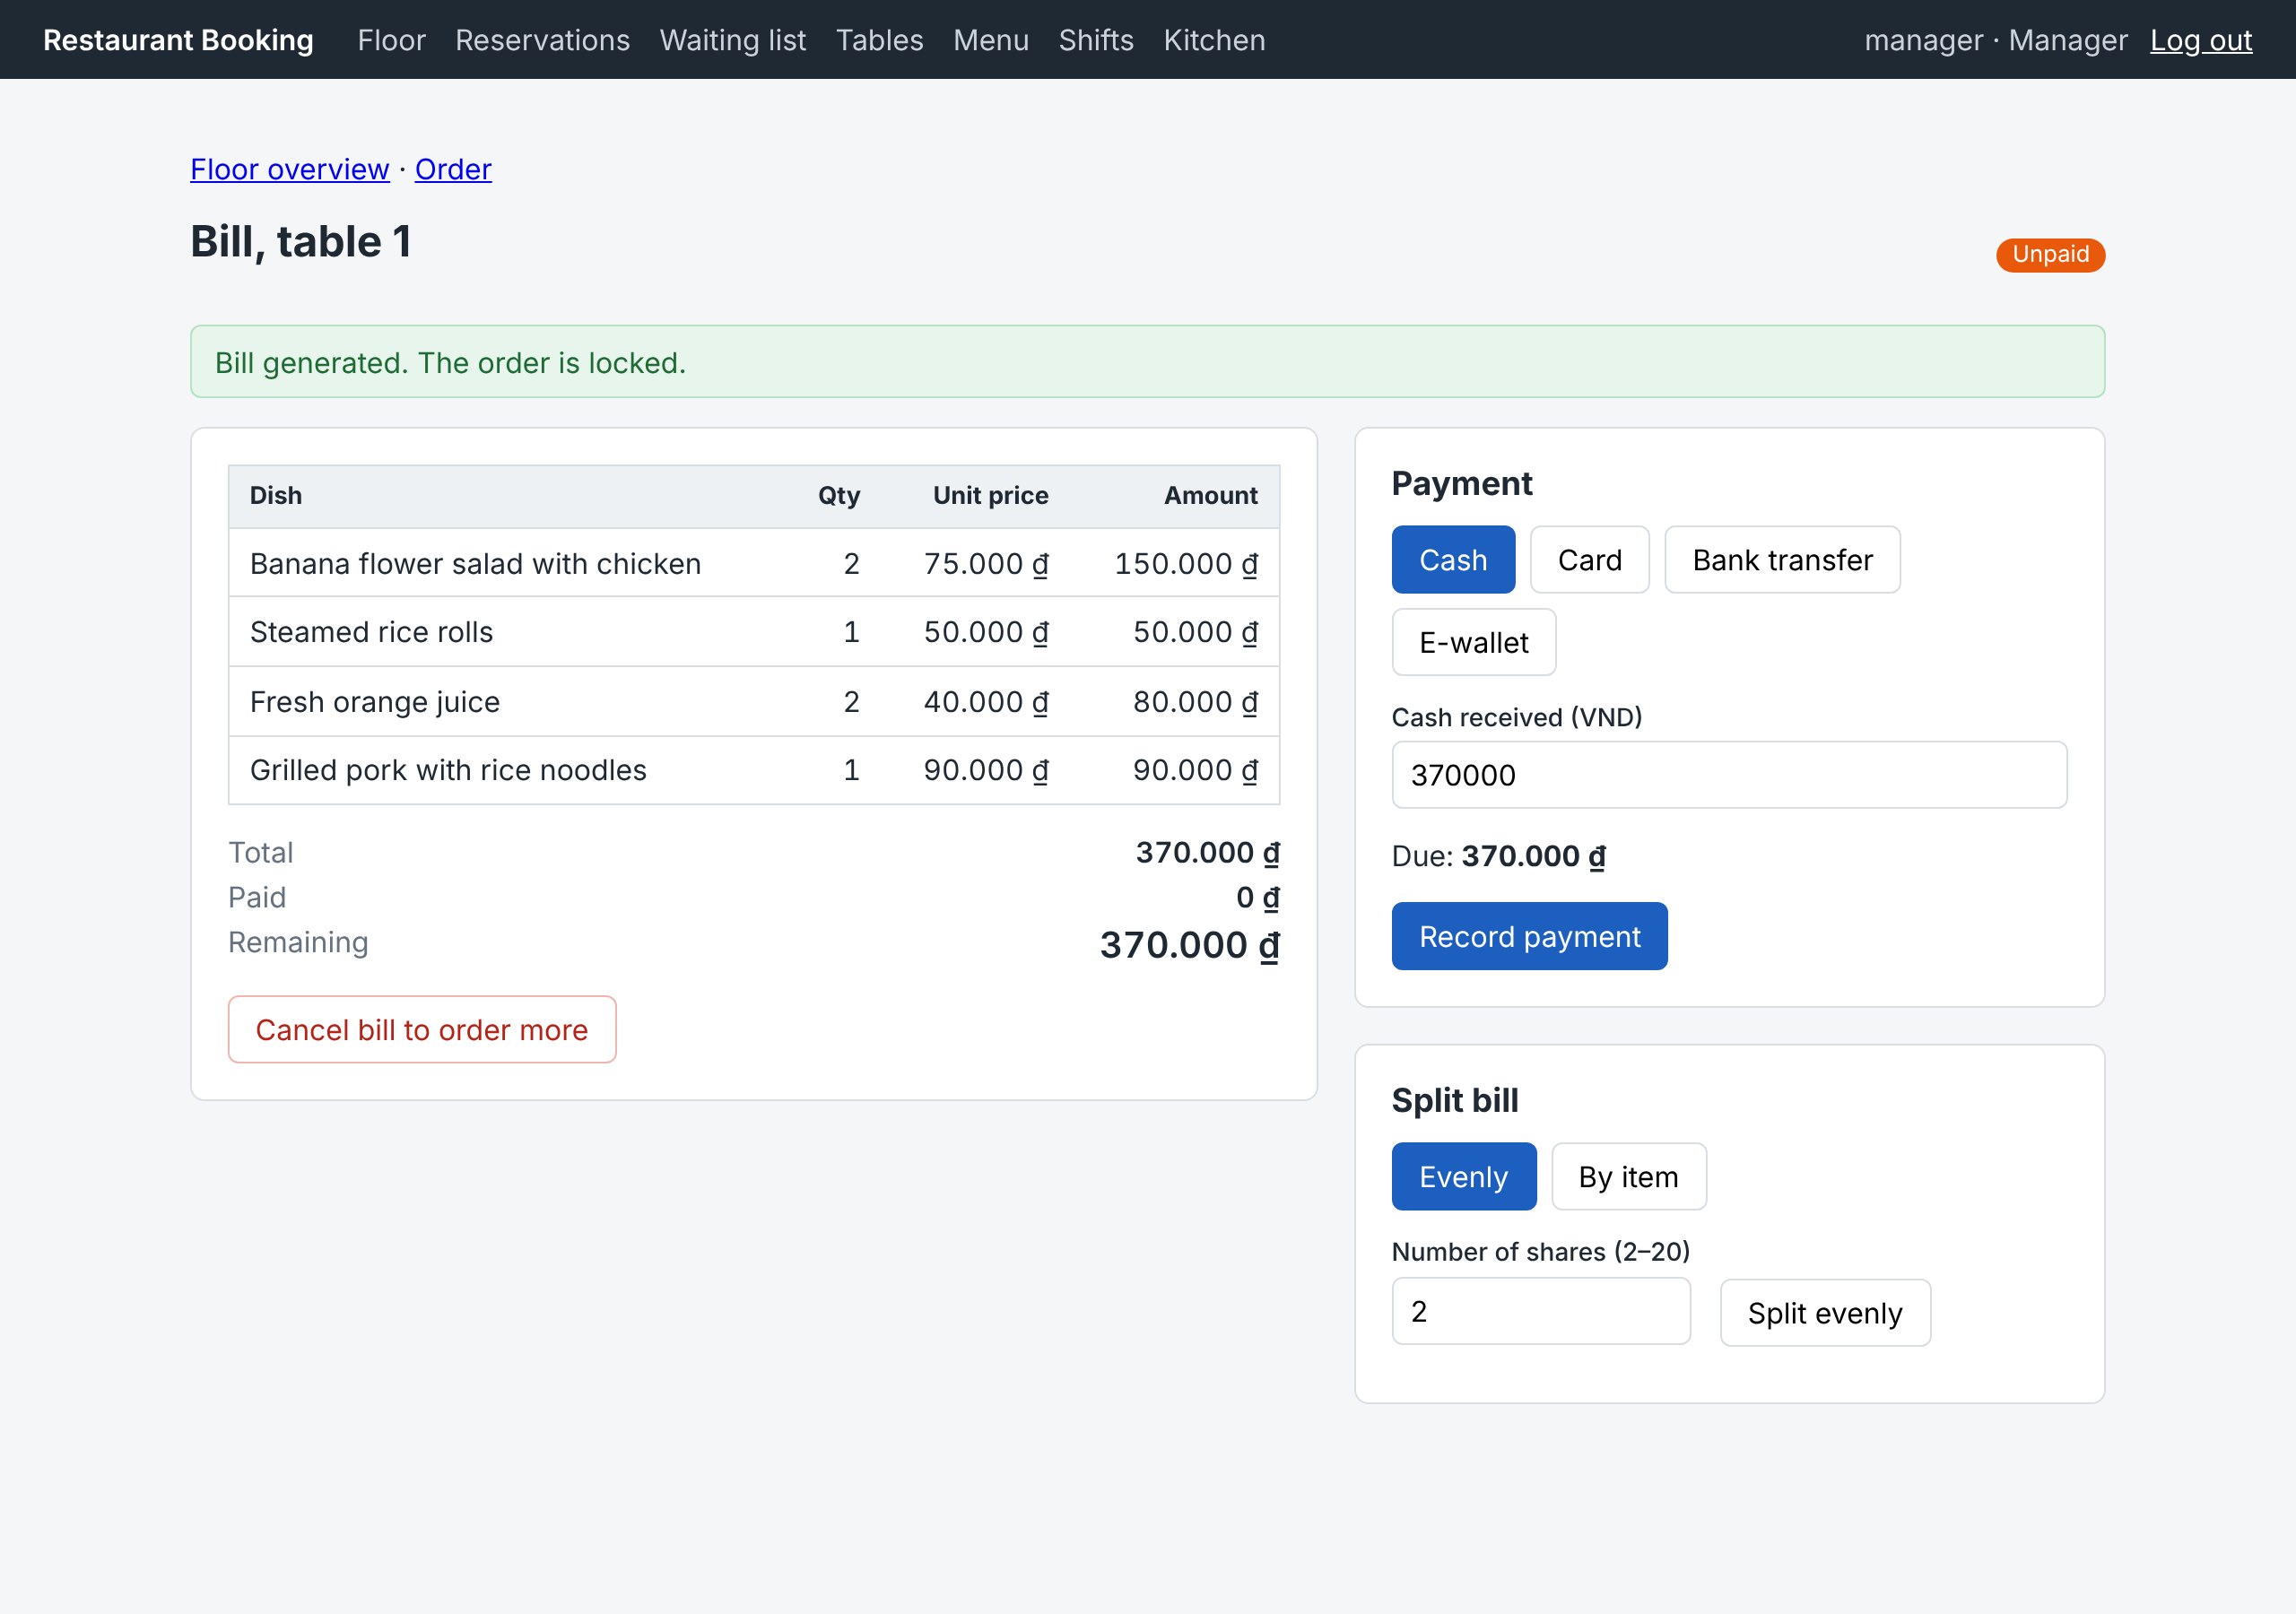 Restaurant Booking Floor Reservations Waiting list Tables Menu Shifts Kitchen manager · Manager Log out
Floor overview · Order
Bill, table 1
Unpaid
Bill generated. The order is locked.
Dish Qty Unit price Amount
Banana flower salad with chicken 2 75.000 ₫ 150.000 ₫
Steamed rice rolls 1 50.000 ₫ 50.000 ₫
Fresh orange juice 2 40.000 ₫ 80.000 ₫
Grilled pork with rice noodles 1 90.000 ₫ 90.000 ₫
Total 370.000 ₫
Paid 0 ₫
Remaining 370.000 ₫
Cancel bill to order more
Payment
Cash Card Bank transfer
E-wallet
Cash received (VND)
370000
Due: 370.000 ₫
Record payment
Split bill
Evenly By item
Number of shares (2–20)
2 Split evenly